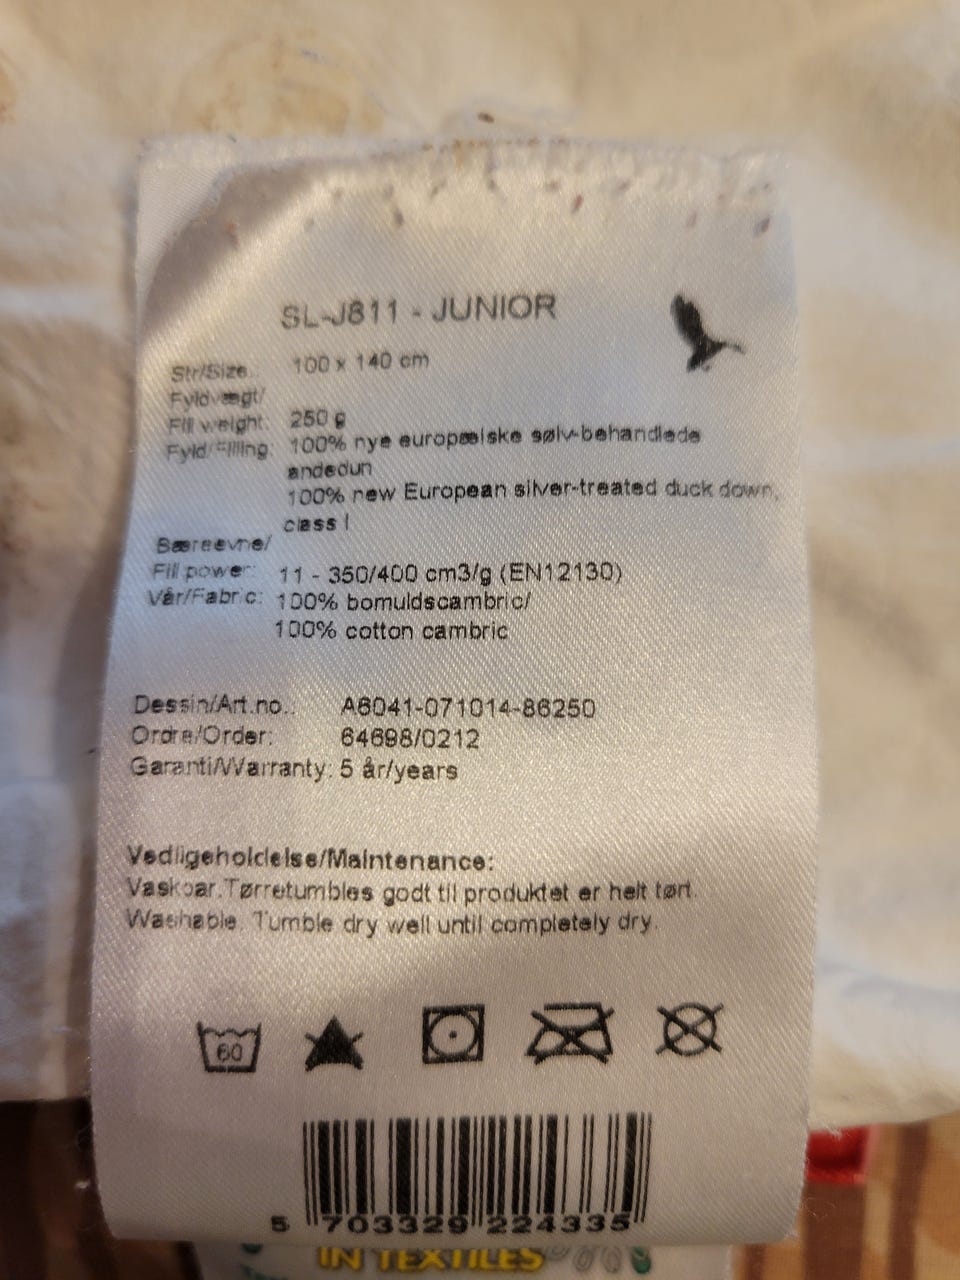 SL-J811 - JUNIOR
Str/Size.: 100 x 140 cm
Fyldvægt/
Fill weight: 250 g
Fyld/Filling: 100% nye europæiske sølv-behandlede
andedun
100% new European silver-treated duck down,
class I
Bæreevne/
Fill power: 11 - 350/400 cm3/g (EN12130)
Vår/Fabric: 100% bomuldscambric/
100% cotton cambric
Dessin/Art.no.: A6041-071014-86250
Ordre/Order: 64698/0212
Garanti/Warranty: 5 år/years
Vedligeholdelse/Maintenance:
Vaskbar. Tørretumbles godt til produktet er helt tørt.
Washable. Tumble dry well until completely dry.
60
5 703329 224335
IN TEXTILES